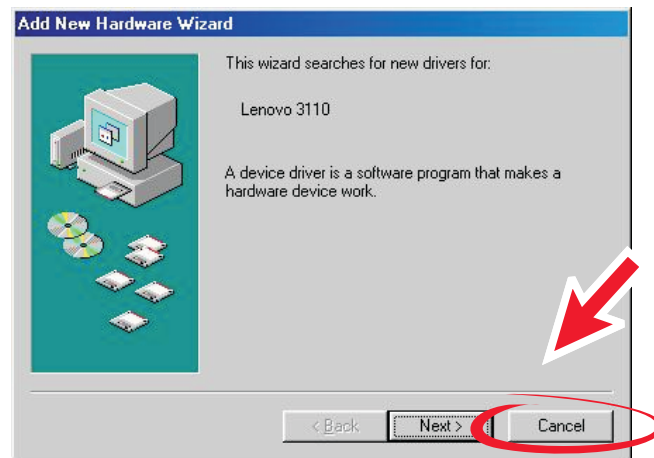 Add New Hardware Wizard
This wizard searches for new drivers for:
Lenovo 3110
A device driver is a software program that makes a
hardware device work.
< Back
Next >
Cancel